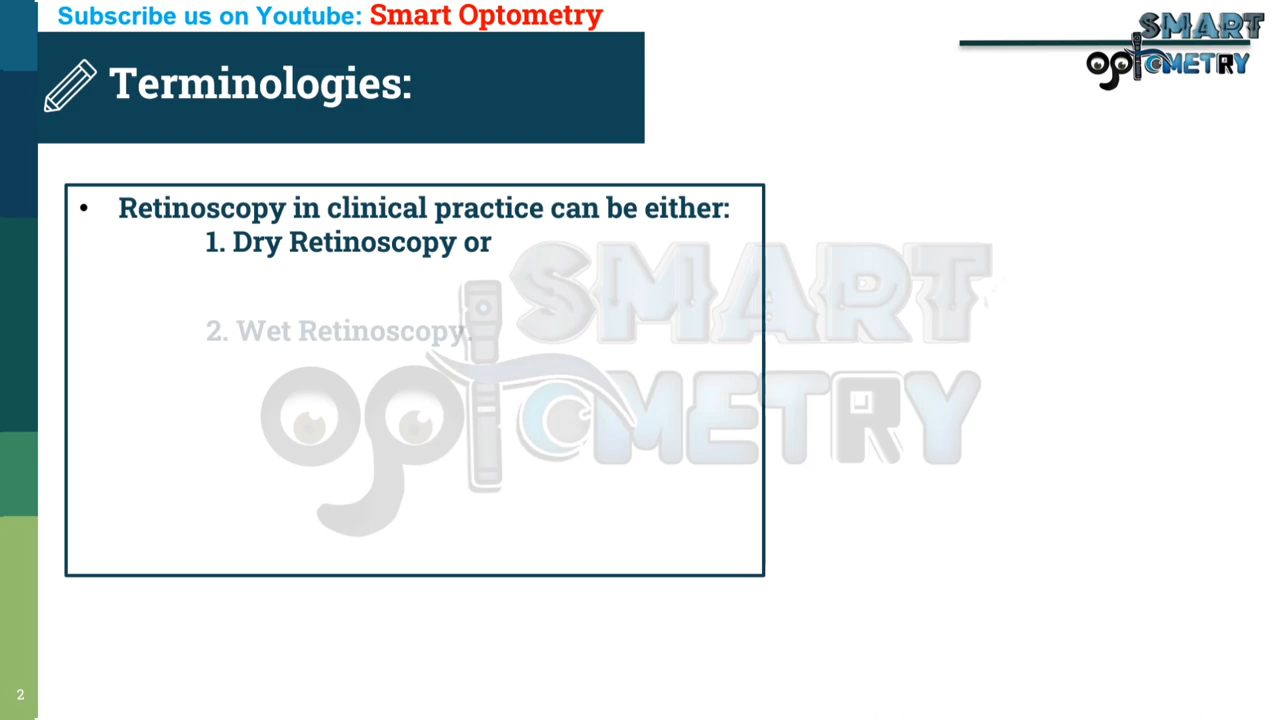 Subscribe us on Youtube: Smart Optometry
SMART
OPTOMETRY
Terminologies:
• Retinoscopy in clinical practice can be either:
1. Dry Retinoscopy or
2. Wet Retinoscopy.
SMART
OPTOMETRY
2